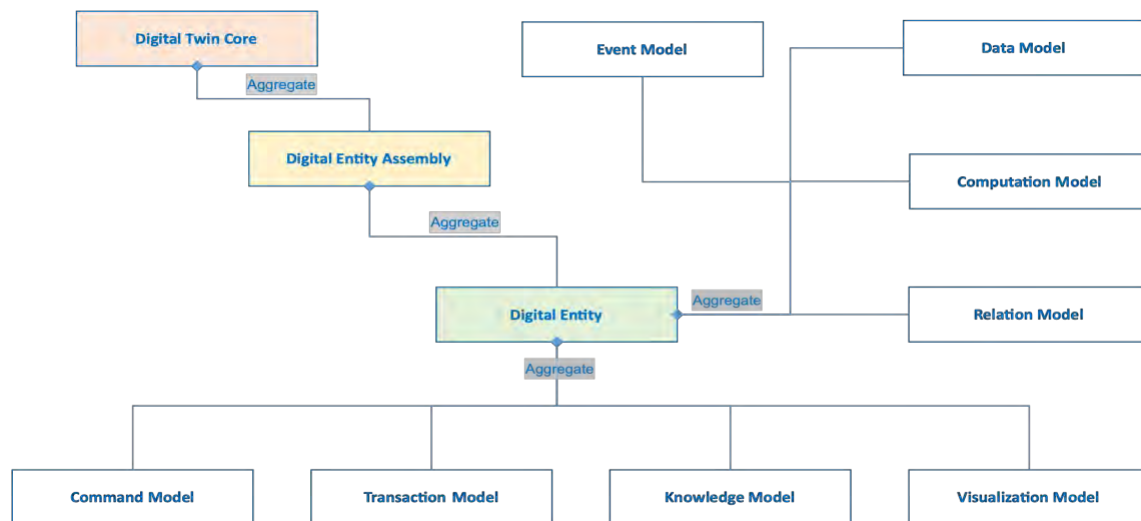 Digital Twin Core
Event Model
Data Model
Aggregate
Digital Entity Assembly
Computation Model
Aggregate
Digital Entity
Aggregate
Relation Model
Aggregate
Command Model
Transaction Model
Knowledge Model
Visualization Model